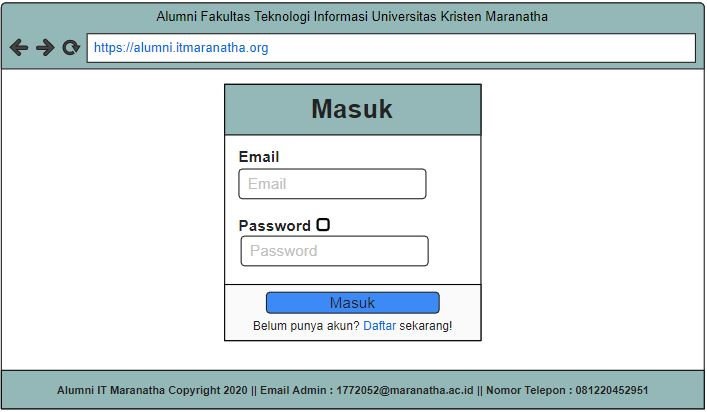 Alumni Fakultas Teknologi Informasi Universitas Kristen Maranatha
https://alumni.itmaranatha.org
Masuk
Email
Email
Password
Password
Masuk
Belum punya akun? Daftar sekarang!
Alumni IT Maranatha Copyright 2020 || Email Admin : 1772052@maranatha.ac.id || Nomor Telepon : 081220452951